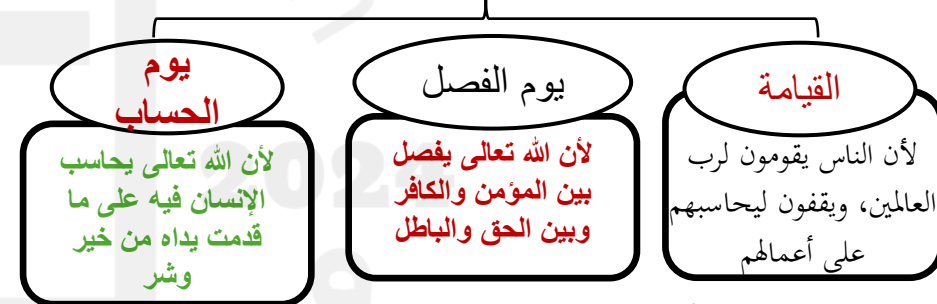 القيامة
لأن الناس يقومون لرب
العالمين، ويقفون ليحاسبهم
على أعمالهم
يوم الفصل
لأن الله تعالى يفصل
بين المؤمن والكافر
وبين الحق والباطل
يوم
الحساب
لأن الله تعالى يحاسب
الإنسان فيه على ما
قدمت يداه من خير
وشر
2024